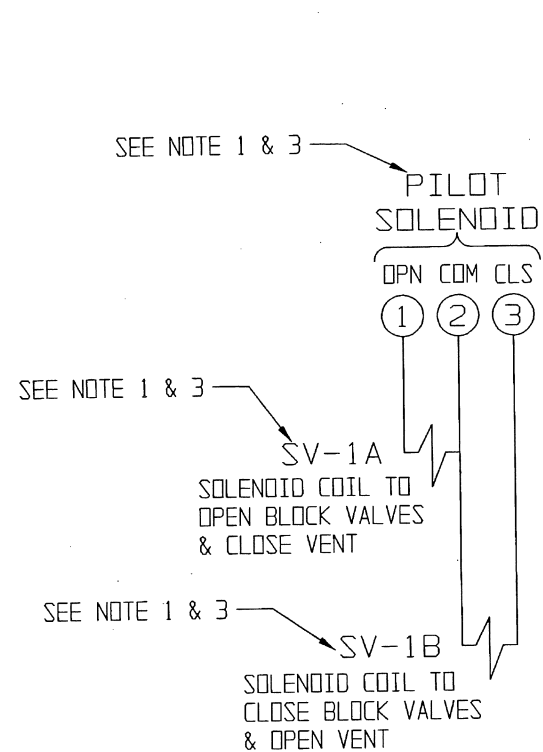 SEE NOTE 1 & 3
PILOT
SOLENOID
OPN COM CLS
1 2 3
SEE NOTE 1 & 3
SV-1A
SOLENOID COIL TO
OPEN BLOCK VALVES
& CLOSE VENT
SEE NOTE 1 & 3
SV-1B
SOLENOID COIL TO
CLOSE BLOCK VALVES
& OPEN VENT